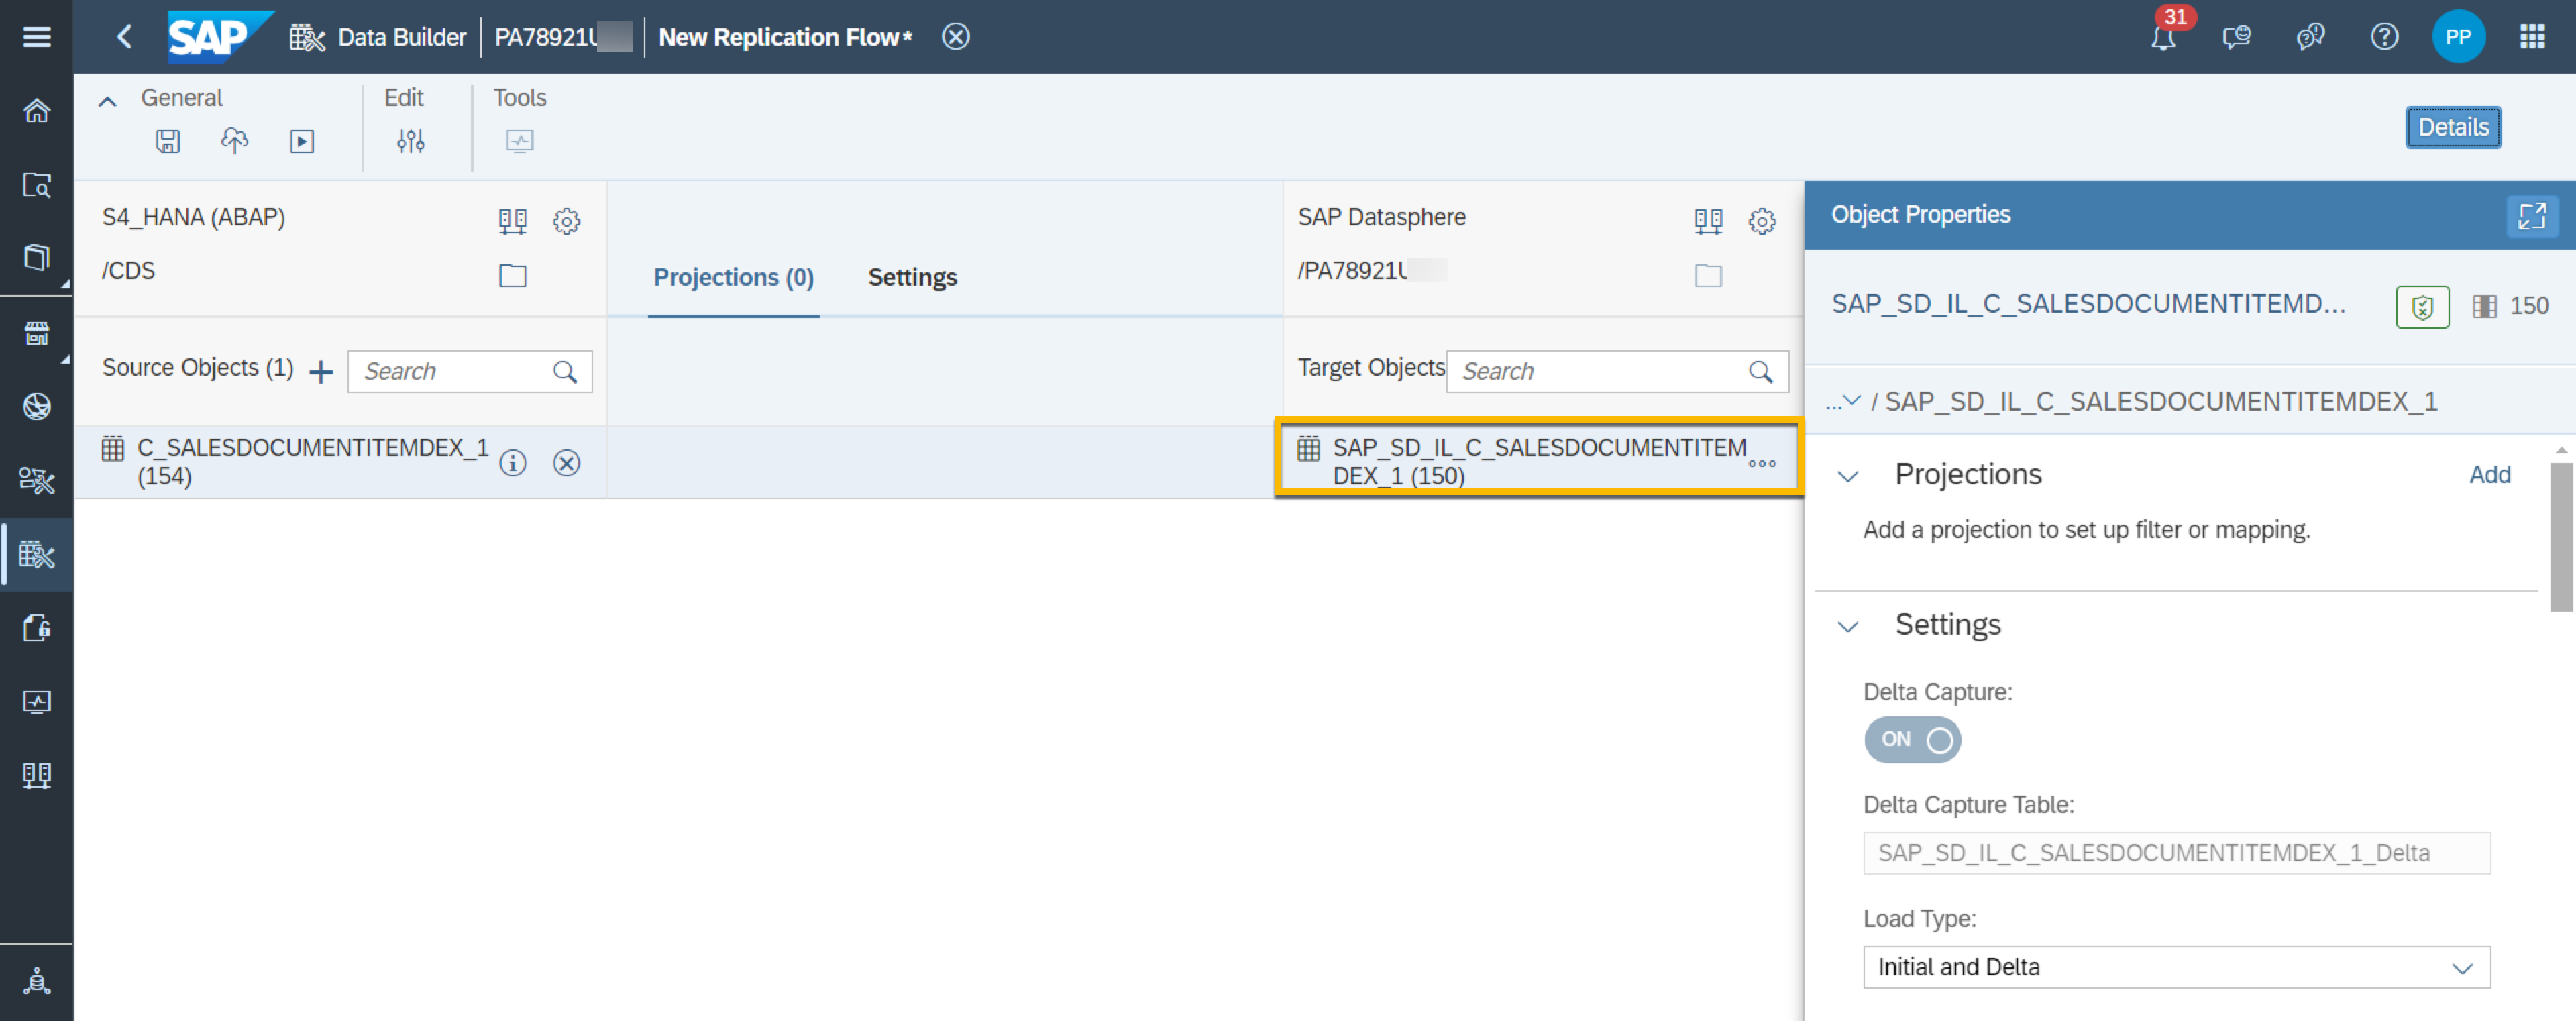 SAP Data Builder PA78921U New Replication Flow* 31 PP
General Edit Tools
Details
S4_HANA (ABAP)
/CDS
Projections (0) Settings
SAP Datasphere
/PA78921U
Source Objects (1) Search
Target Objects Search
C_SALESDOCUMENTITEMDEX_1
(154)
SAP_SD_IL_C_SALESDOCUMENTITEM
DEX_1 (150)
Object Properties
SAP_SD_IL_C_SALESDOCUMENTITEMD... 150
... / SAP_SD_IL_C_SALESDOCUMENTITEMDEX_1
Projections Add
Add a projection to set up filter or mapping.
Settings
Delta Capture:
ON
Delta Capture Table:
SAP_SD_IL_C_SALESDOCUMENTITEMDEX_1_Delta
Load Type:
Initial and Delta